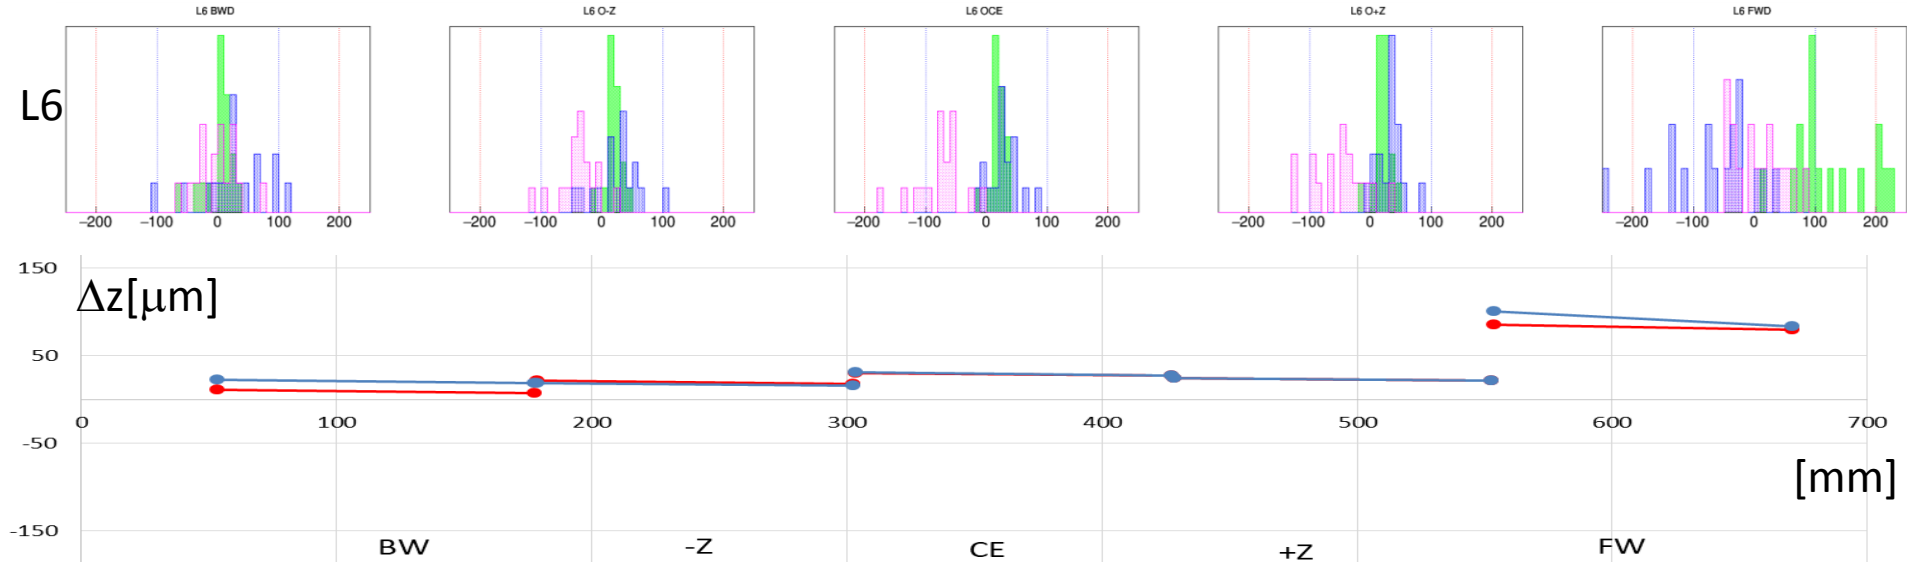 L6 BWD L6 O-Z L6 OCE L6 O+Z L6 FWD
L6
−200 −100 0 100 200 −200 −100 0 100 200 −200 −100 0 100 200 −200 −100 0 100 200 −200 −100 0 100 200
150
Δz[μm]
50
0 100 200 300 400 500 600 700
-50
[mm]
-150
BW -Z CE +Z FW